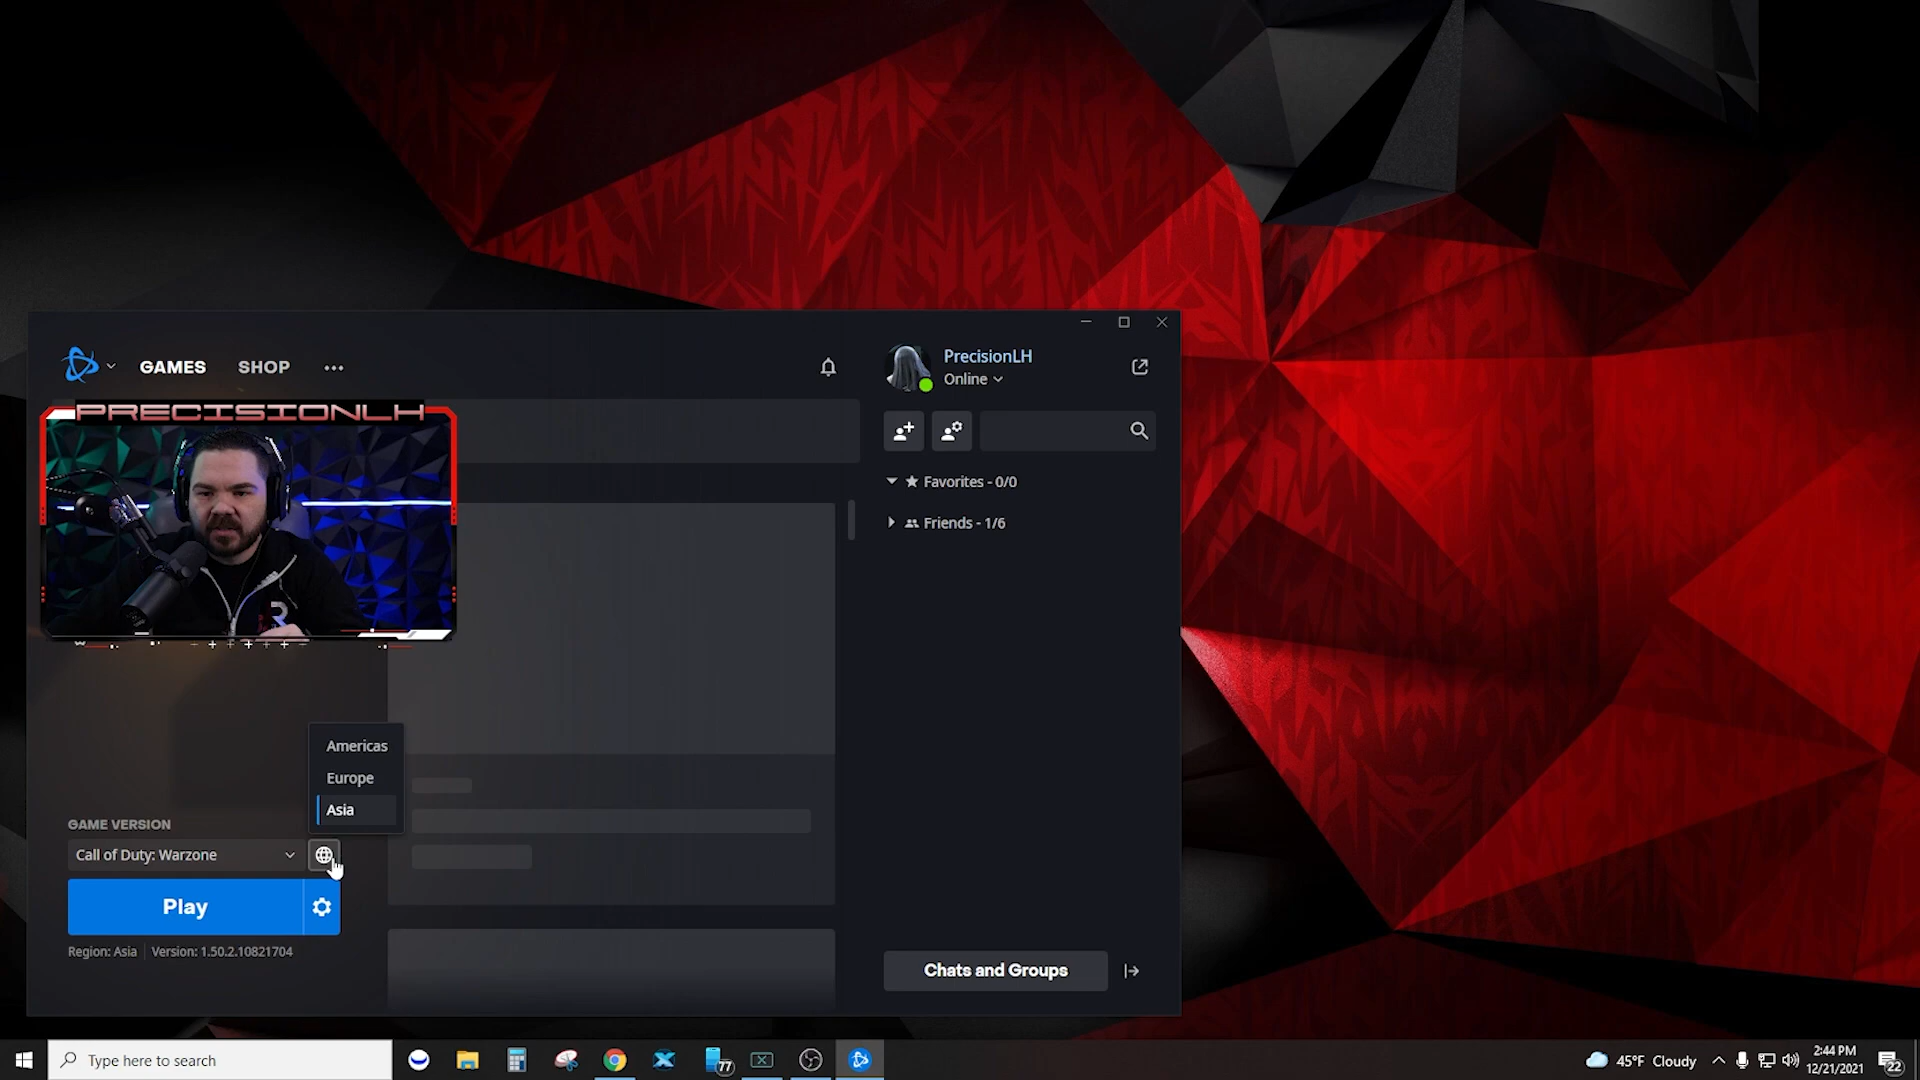 GAMES SHOP
PrecisionLH
Online
PRECISIONLH
Favorites - 0/0
Friends - 1/6
Americas
Europe
Asia
GAME VERSION
Call of Duty: Warzone
Play
Region: Asia Version: 1.50.2.10821704
Chats and Groups
Type here to search
77
45°F Cloudy
2:44 PM
12/21/2021
22